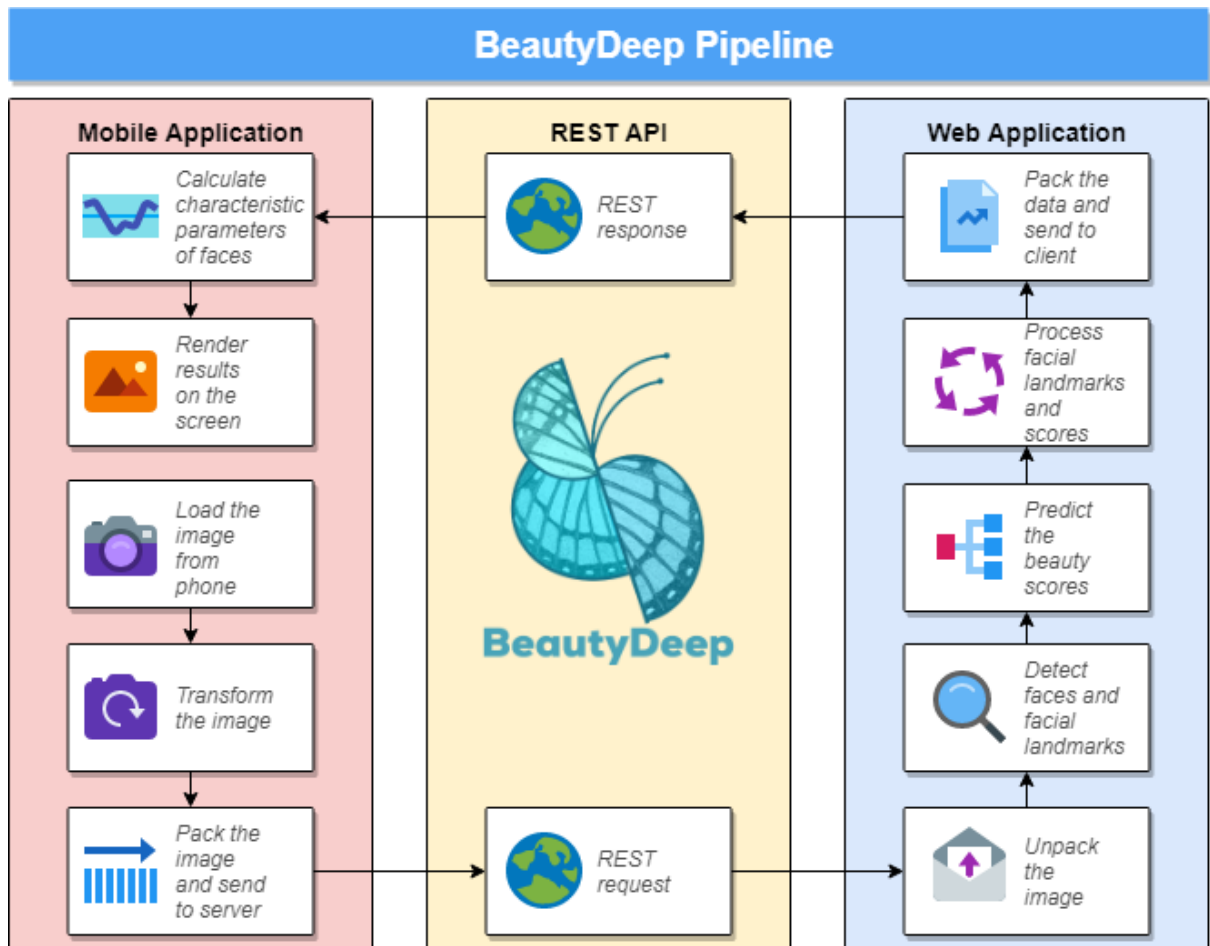 BeautyDeep Pipeline
Mobile Application
Calculate
characteristic
parameters
of faces
Render
results
on the
screen
Load the
image
from
phone
Transform
the image
Pack the
image
and send
to server
REST API
REST
response
BeautyDeep
REST
request
Web Application
Pack the
data and
send to
client
Process
facial
landmarks
and
scores
Predict
the
beauty
scores
Detect
faces and
facial
landmarks
Unpack
the
image